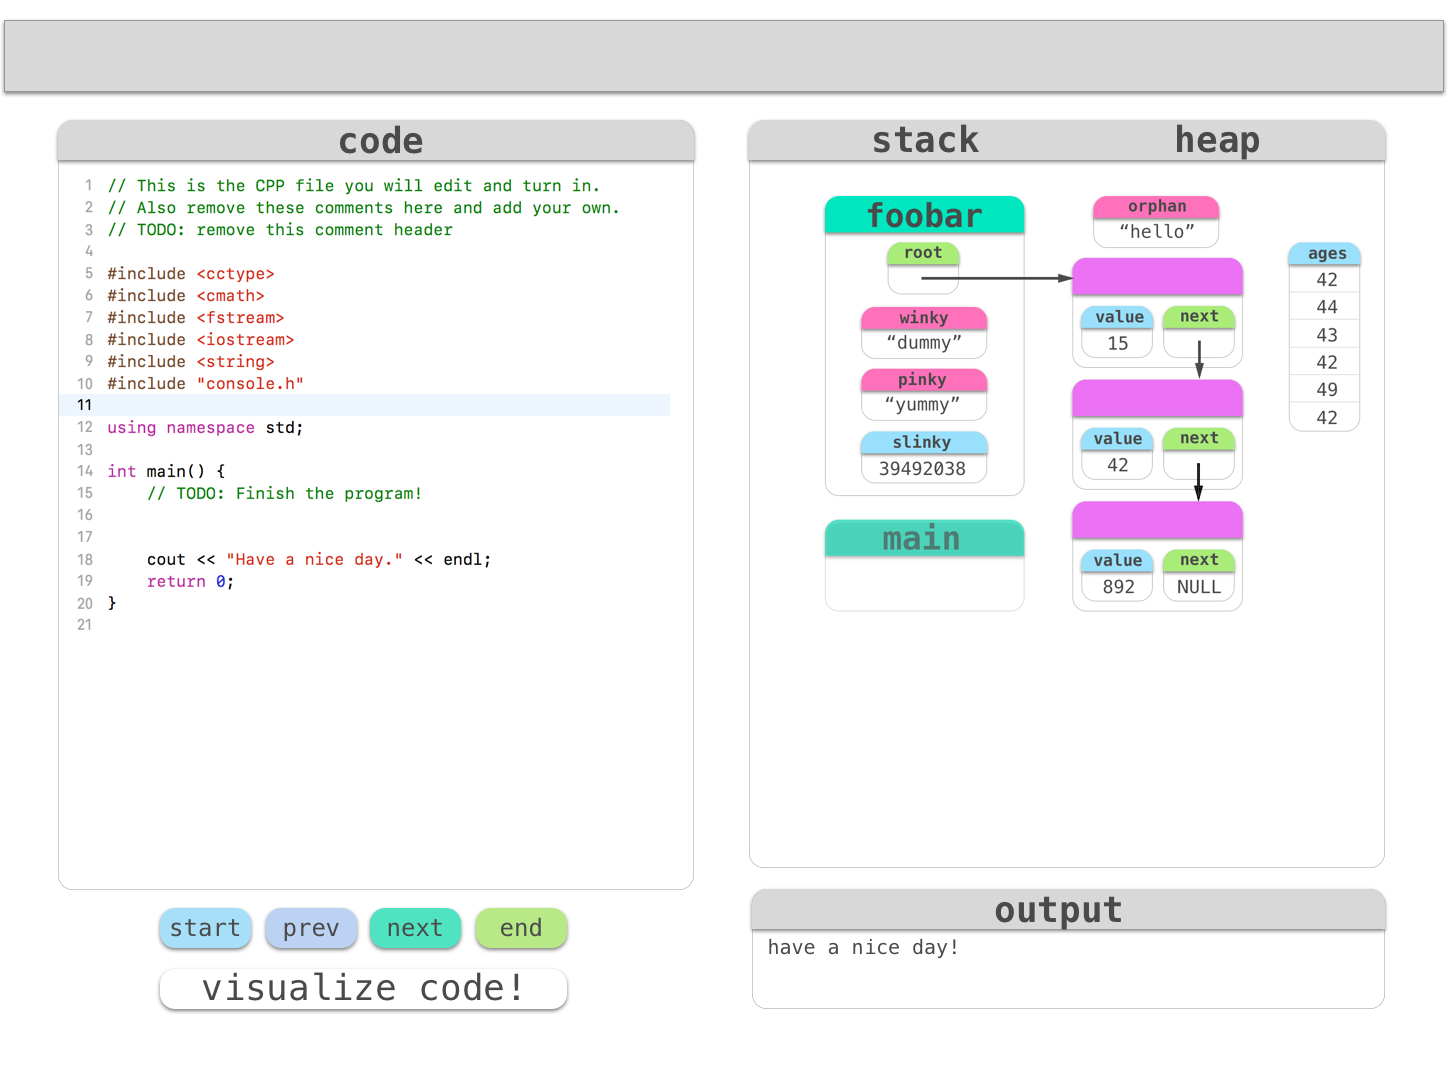 code
1 // This is the CPP file you will edit and turn in.
2 // Also remove these comments here and add your own.
3 // TODO: remove this comment header
4
5 #include <cctype>
6 #include <cmath>
7 #include <fstream>
8 #include <iostream>
9 #include <string>
10 #include "console.h"
11
12 using namespace std;
13
14 int main() {
15     // TODO: Finish the program!
16
17
18     cout << "Have a nice day." << endl;
19     return 0;
20 }
21
start prev next end
visualize code!
stack heap
foobar
root
winky
“dummy”
pinky
“yummy”
slinky
39492038
main
orphan
“hello”
value next
15
value next
42
value next
892 NULL
ages
42
44
43
42
49
42
output
have a nice day!